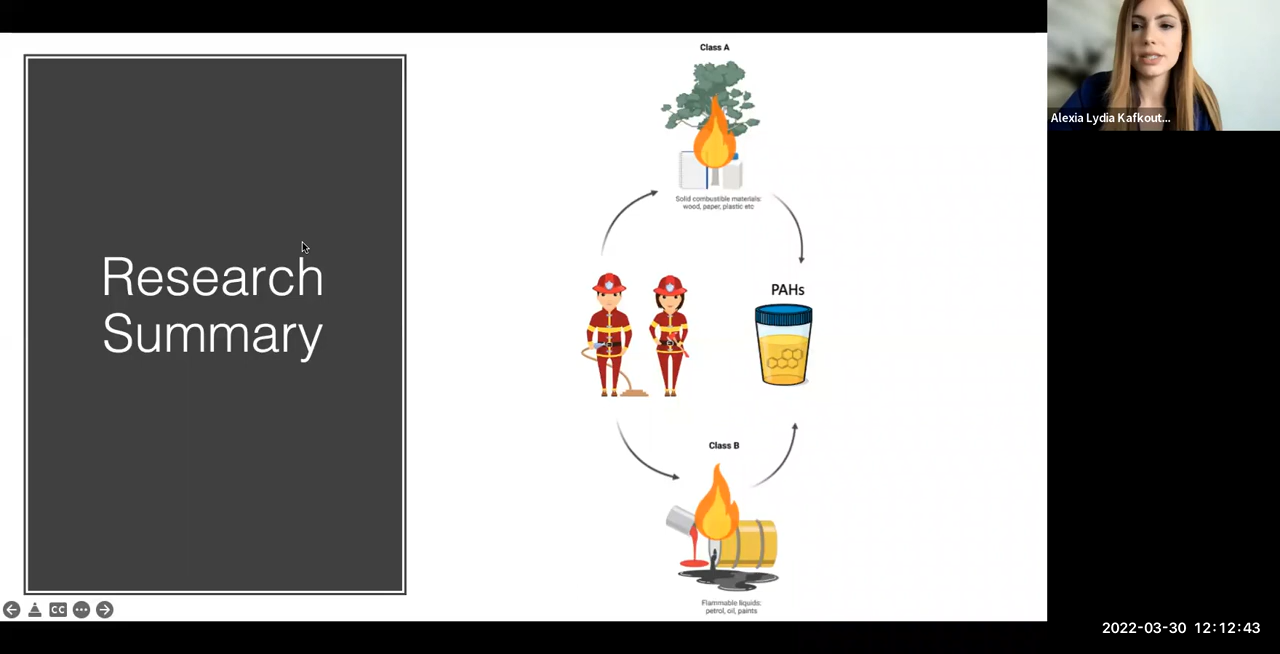 Research
Summary
Class A
Solid combustible materials:
wood, paper, plastic etc
PAHs
Class B
Flammable liquids:
petrol, oil, paints
CC
Alexia Lydia Kafkout...
2022-03-30 12:12:43